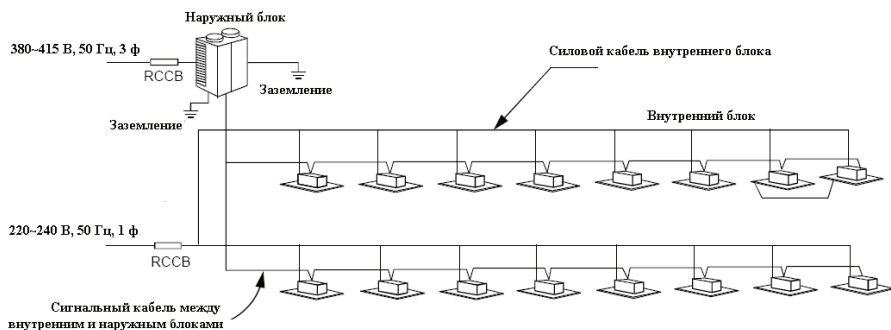 Наружный блок
380~415 В, 50 Гц, 3 ф
Силовой кабель внутреннего блока
RCCB
Заземление
Заземление
Внутренний блок
220~240 В, 50 Гц, 1 ф
RCCB
Сигнальный кабель между
внутренним и наружным блоками